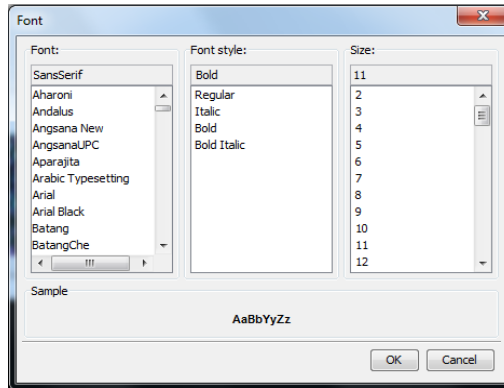 Font
Font:
SansSerif
Aharoni
Andalus
Angsana New
AngsanaUPC
Aparajita
Arabic Typesetting
Arial
Arial Black
Batang
BatangChe
Font style:
Bold
Regular
Italic
Bold
Bold Italic
Size:
11
2
3
4
5
6
7
8
9
10
11
12
Sample
AaBbYyZz
OK
Cancel